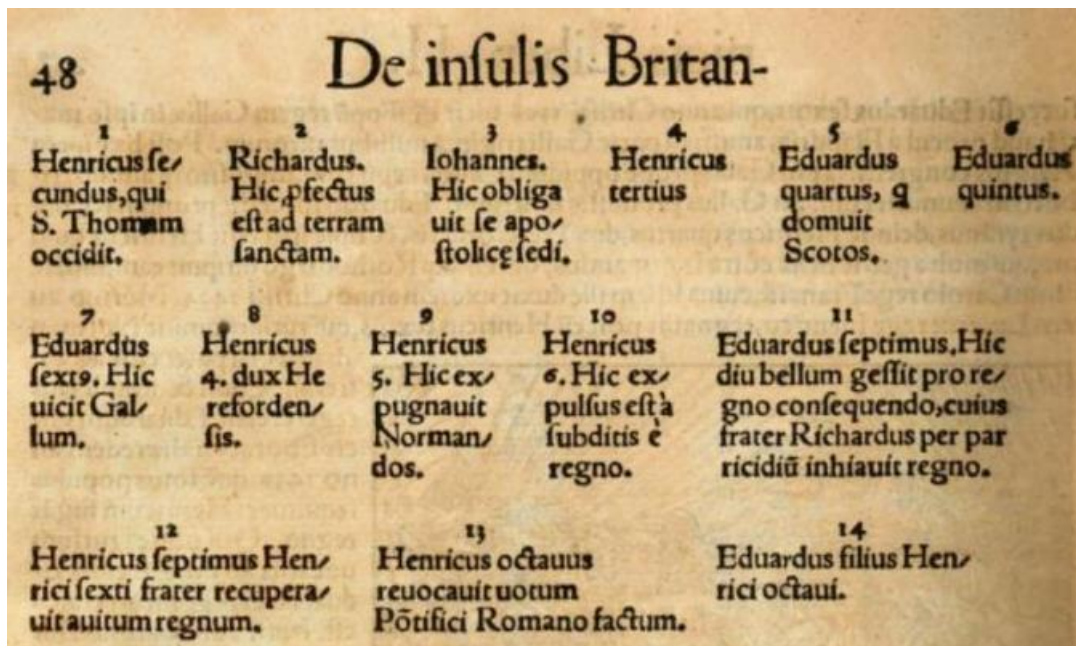 48 De inſulis Britan-
1
Henricus ſe/
cundus, qui
S. Thomam
occidit.
2
Richardus.
Hic ꝓfectus
eſt ad terram
ſanctam.
3
Iohannes.
Hic obliga
uit ſe apo/
ſtolicę ſedi.
4
Henricus
tertius
5
Eduardus
quartus, q
domuit
Scotos.
6
Eduardus
quintus.
7
Eduardus
ſext9. Hic
uicit Gal/
lum.
8
Henricus
4. dux He
reforden/
ſis.
9
Henricus
5. Hic ex/
pugnauit
Norman/
dos.
10
Henricus
6. Hic ex/
pulſus eſt à
ſubditis è
regno.
11
Eduardus ſeptimus. Hic
diu bellum geſſit pro re/
gno conſequendo, cuius
frater Richardus per par
ricidiū inhiauit regno.
12
Henricus ſeptimus Hen/
rici ſexti frater recupera/
uit auitum regnum.
13
Henricus octauus
reuocauit uotum
Pōtifici Romano factum.
14
Eduardus filius Hen/
rici octaui.